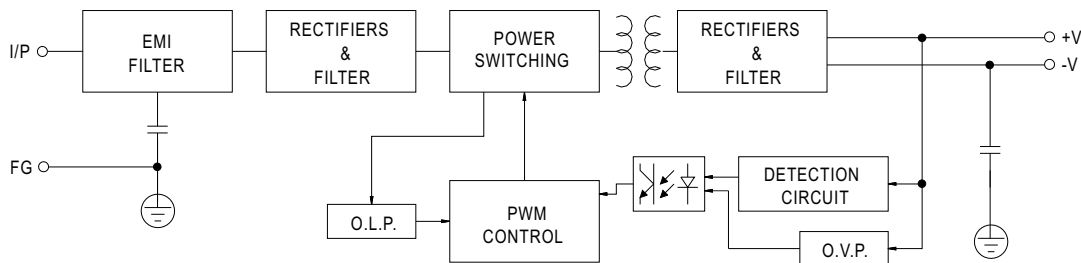 I/P
EMI
FILTER
RECTIFIERS
&
FILTER
POWER
SWITCHING
RECTIFIERS
&
FILTER
+V
-V
FG
O.L.P.
PWM
CONTROL
DETECTION
CIRCUIT
O.V.P.